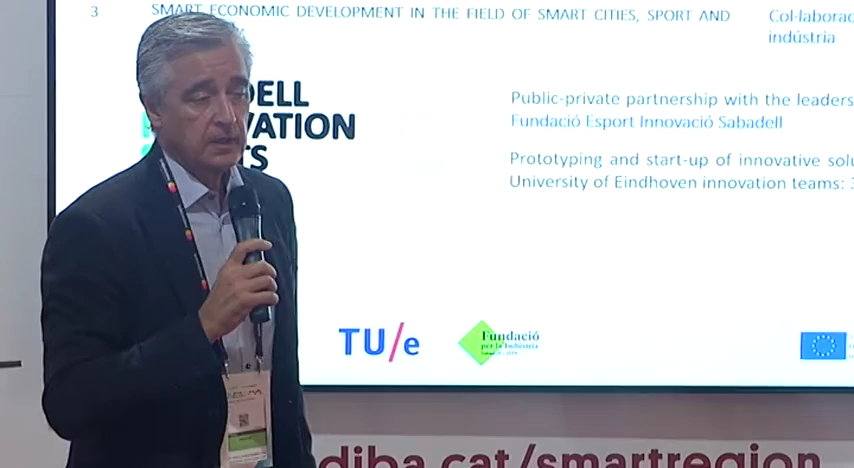 3
SMART ECONOMIC DEVELOPMENT IN THE FIELD OF SMART CITIES, SPORT AND
Col·laborac
indústria
DELL
VATION
TS
Public-private partnership with the leaders
Fundació Esport Innovació Sabadell
Prototyping and start-up of innovative solu
University of Eindhoven innovation teams: 3
TU/e
Fundació
per la Indústria
diba.cat/smartregion